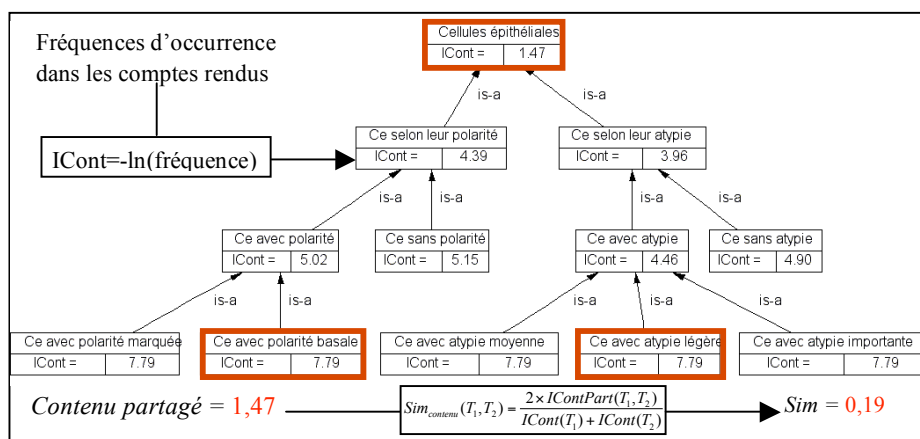 Fréquences d'occurrence
dans les comptes rendus
Cellules épithéliales
ICont = 1.47
is-a is-a
ICont=-ln(fréquence)
Ce selon leur polarité Ce selon leur atypie
ICont = 4.39 ICont = 3.96
is-a is-a is-a is-a
Ce avec polarité Ce sans polarité Ce avec atypie Ce sans atypie
ICont = 5.02 ICont = 5.15 ICont = 4.46 ICont = 4.90
is-a is-a is-a is-a is-a
Ce avec polarité marquée Ce avec polarité basale Ce avec atypie moyenne Ce avec atypie légère Ce avec atypie importante
ICont = 7.79 ICont = 7.79 ICont = 7.79 ICont = 7.79 ICont = 7.79
Contenu partagé = 1,47 Sim_contenu(T₁,T₂) = 2×IContPart(T₁,T₂) / ICont(T₁)+ICont(T₂) Sim = 0,19